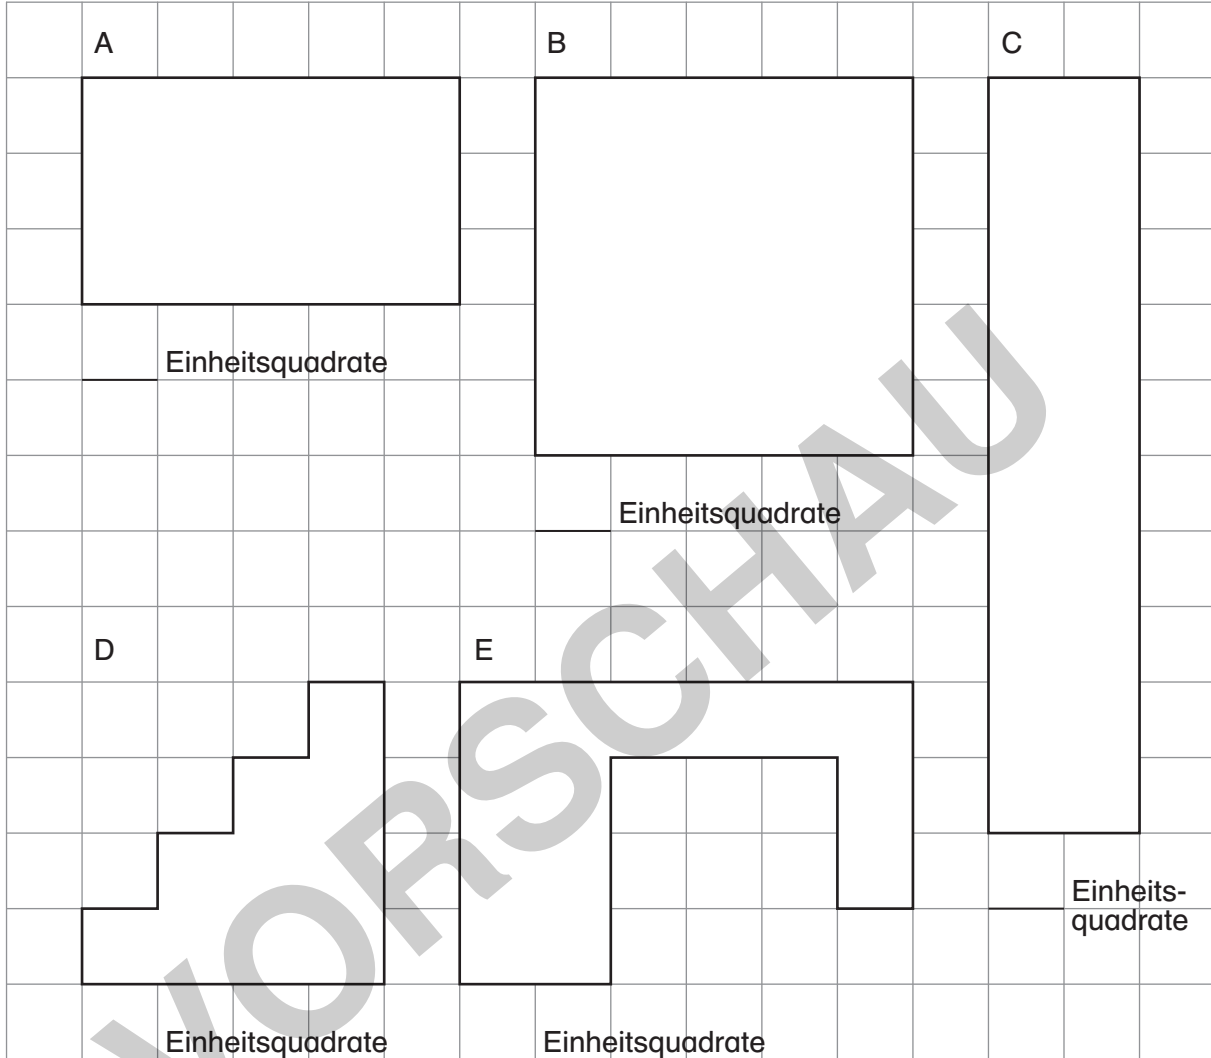 A
B
C
Einheitsquadrate
Einheitsquadrate
D
E
Einheits-
quadrate
Einheitsquadrate
Einheitsquadrate
VORSCHAU